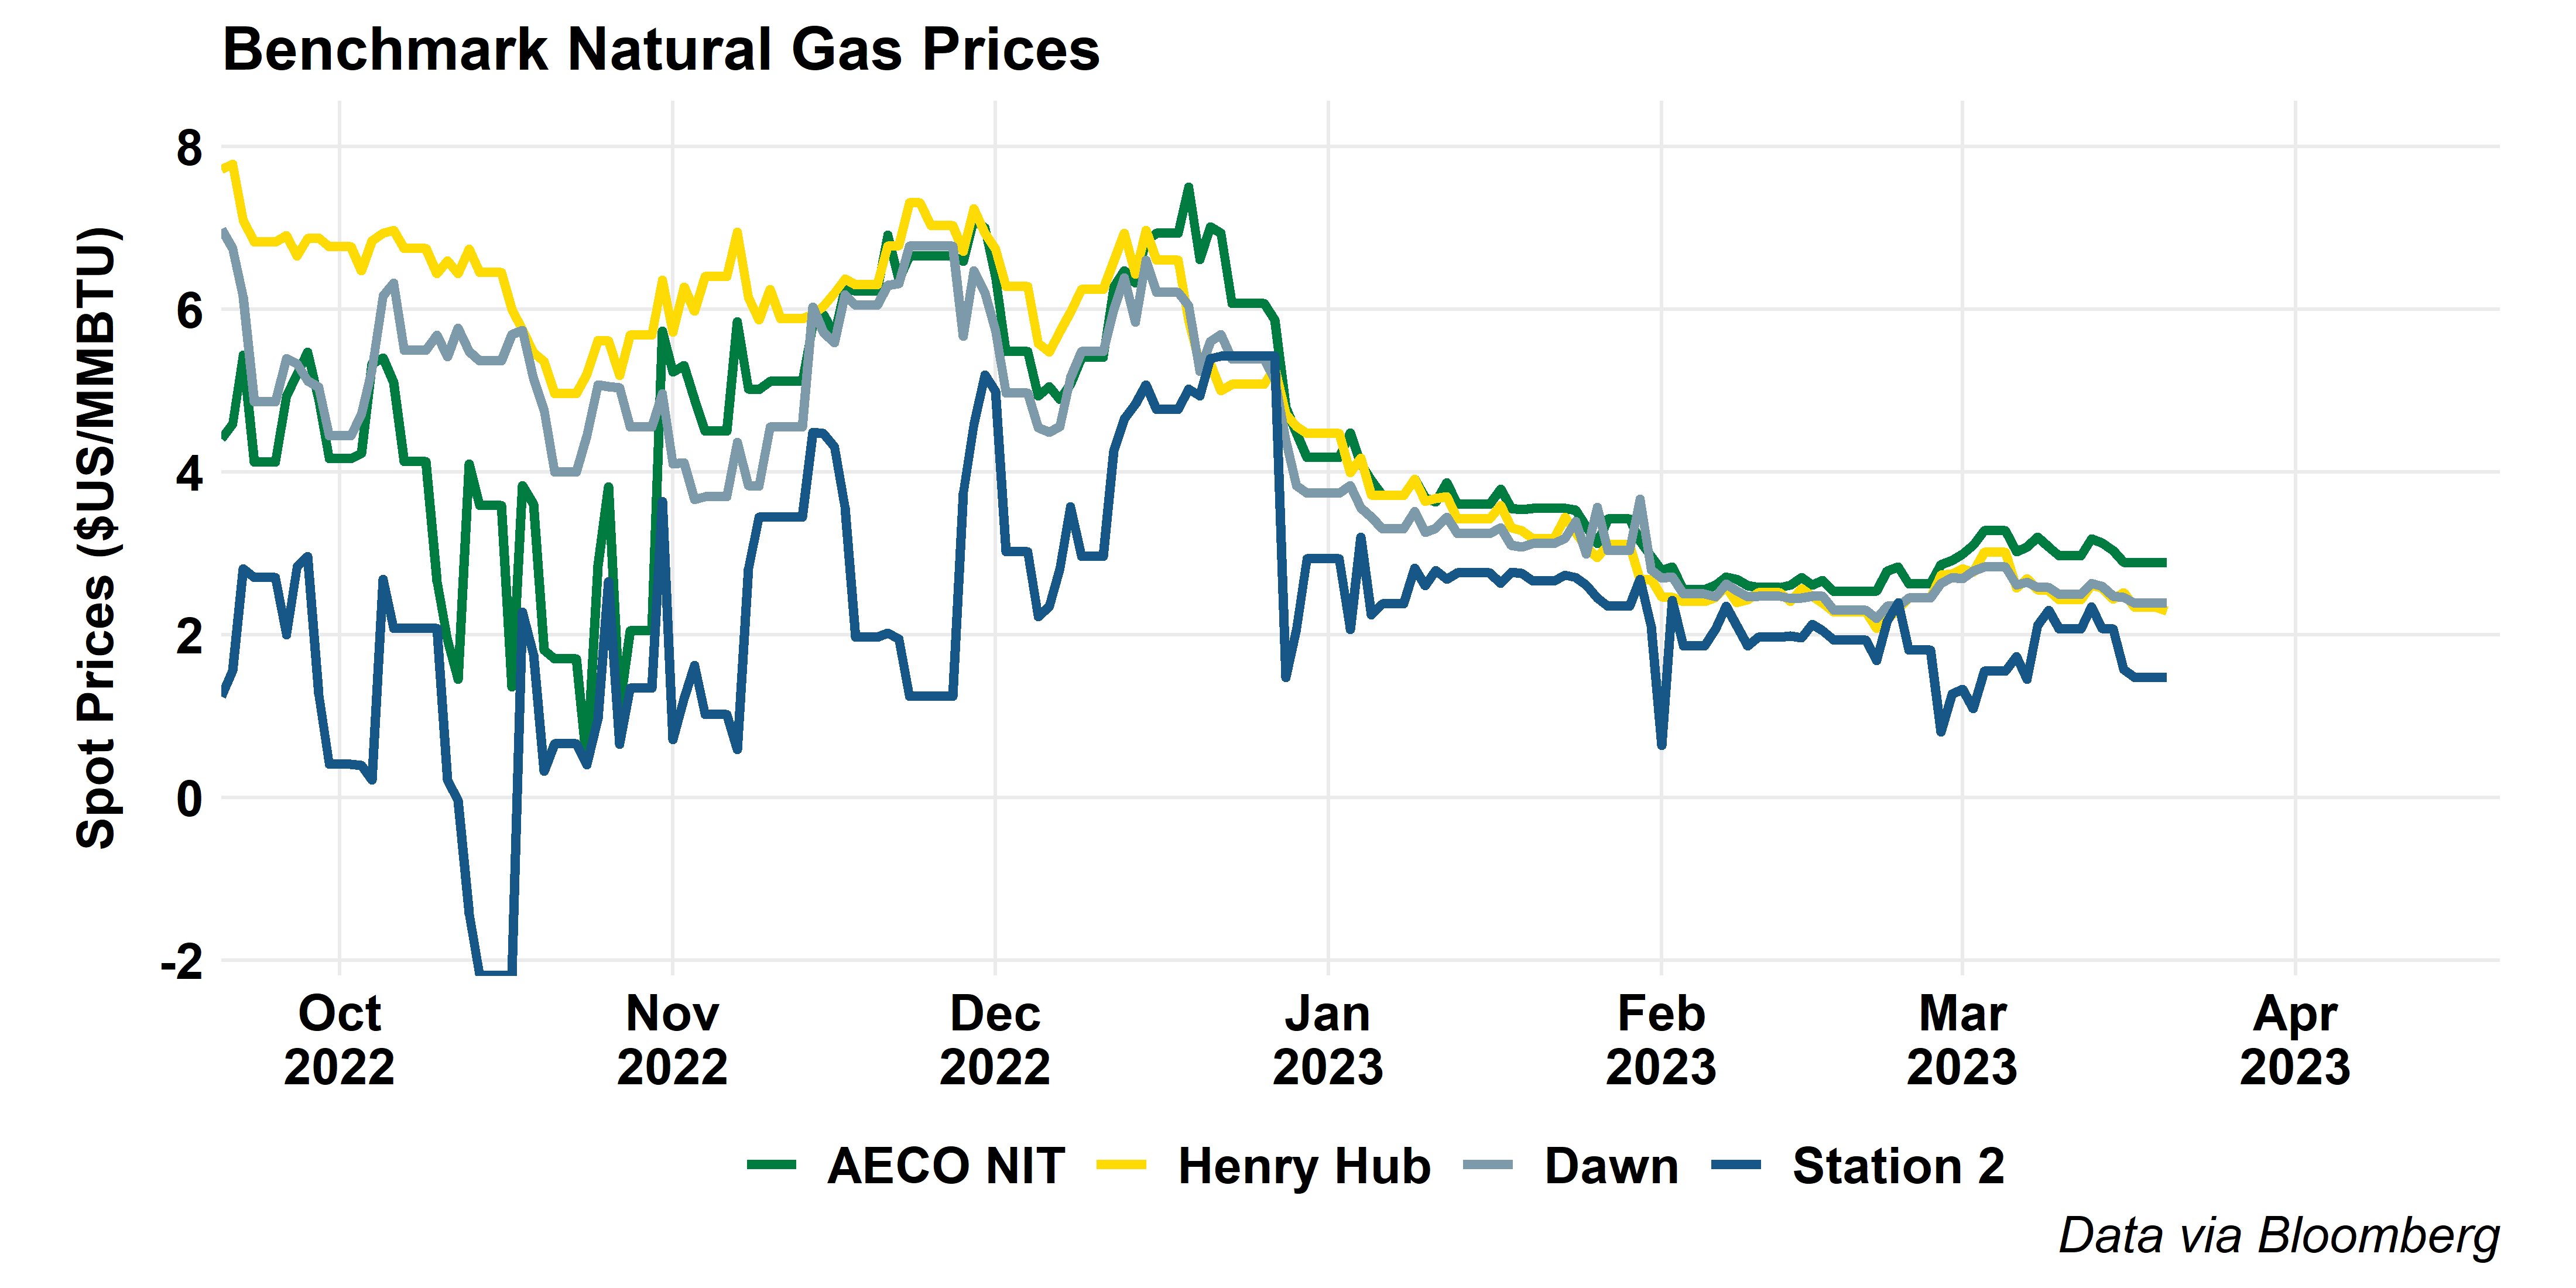 Benchmark Natural Gas Prices
Spot Prices ($US/MMBTU)
8
6
4
2
0
-2
Oct Nov Dec Jan Feb Mar Apr
2022 2022 2022 2023 2023 2023 2023
AECO NIT Henry Hub Dawn Station 2
Data via Bloomberg